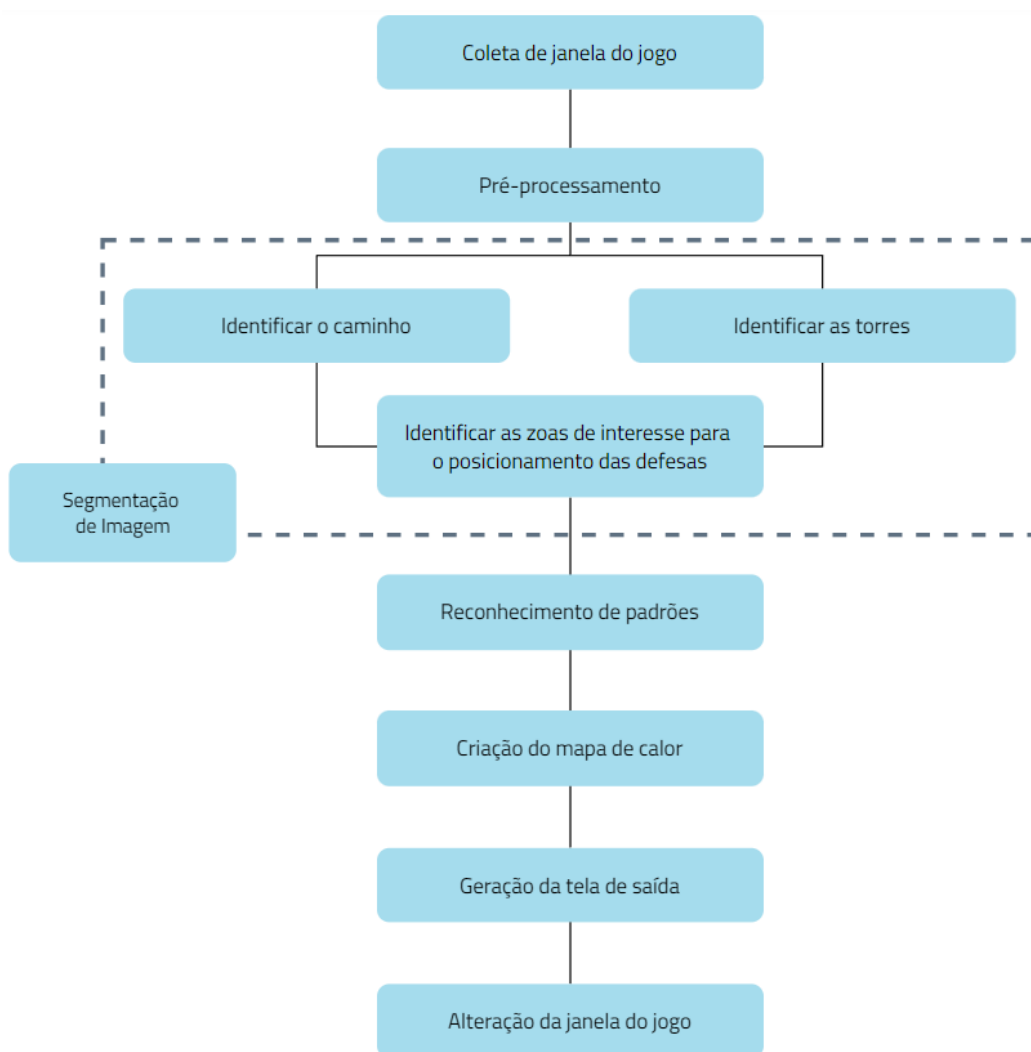 Coleta de janela do jogo
Pré-processamento
Identificar o caminho
Identificar as torres
Identificar as zoas de interesse para
o posicionamento das defesas
Segmentação
de Imagem
Reconhecimento de padrões
Criação do mapa de calor
Geração da tela de saída
Alteração da janela do jogo